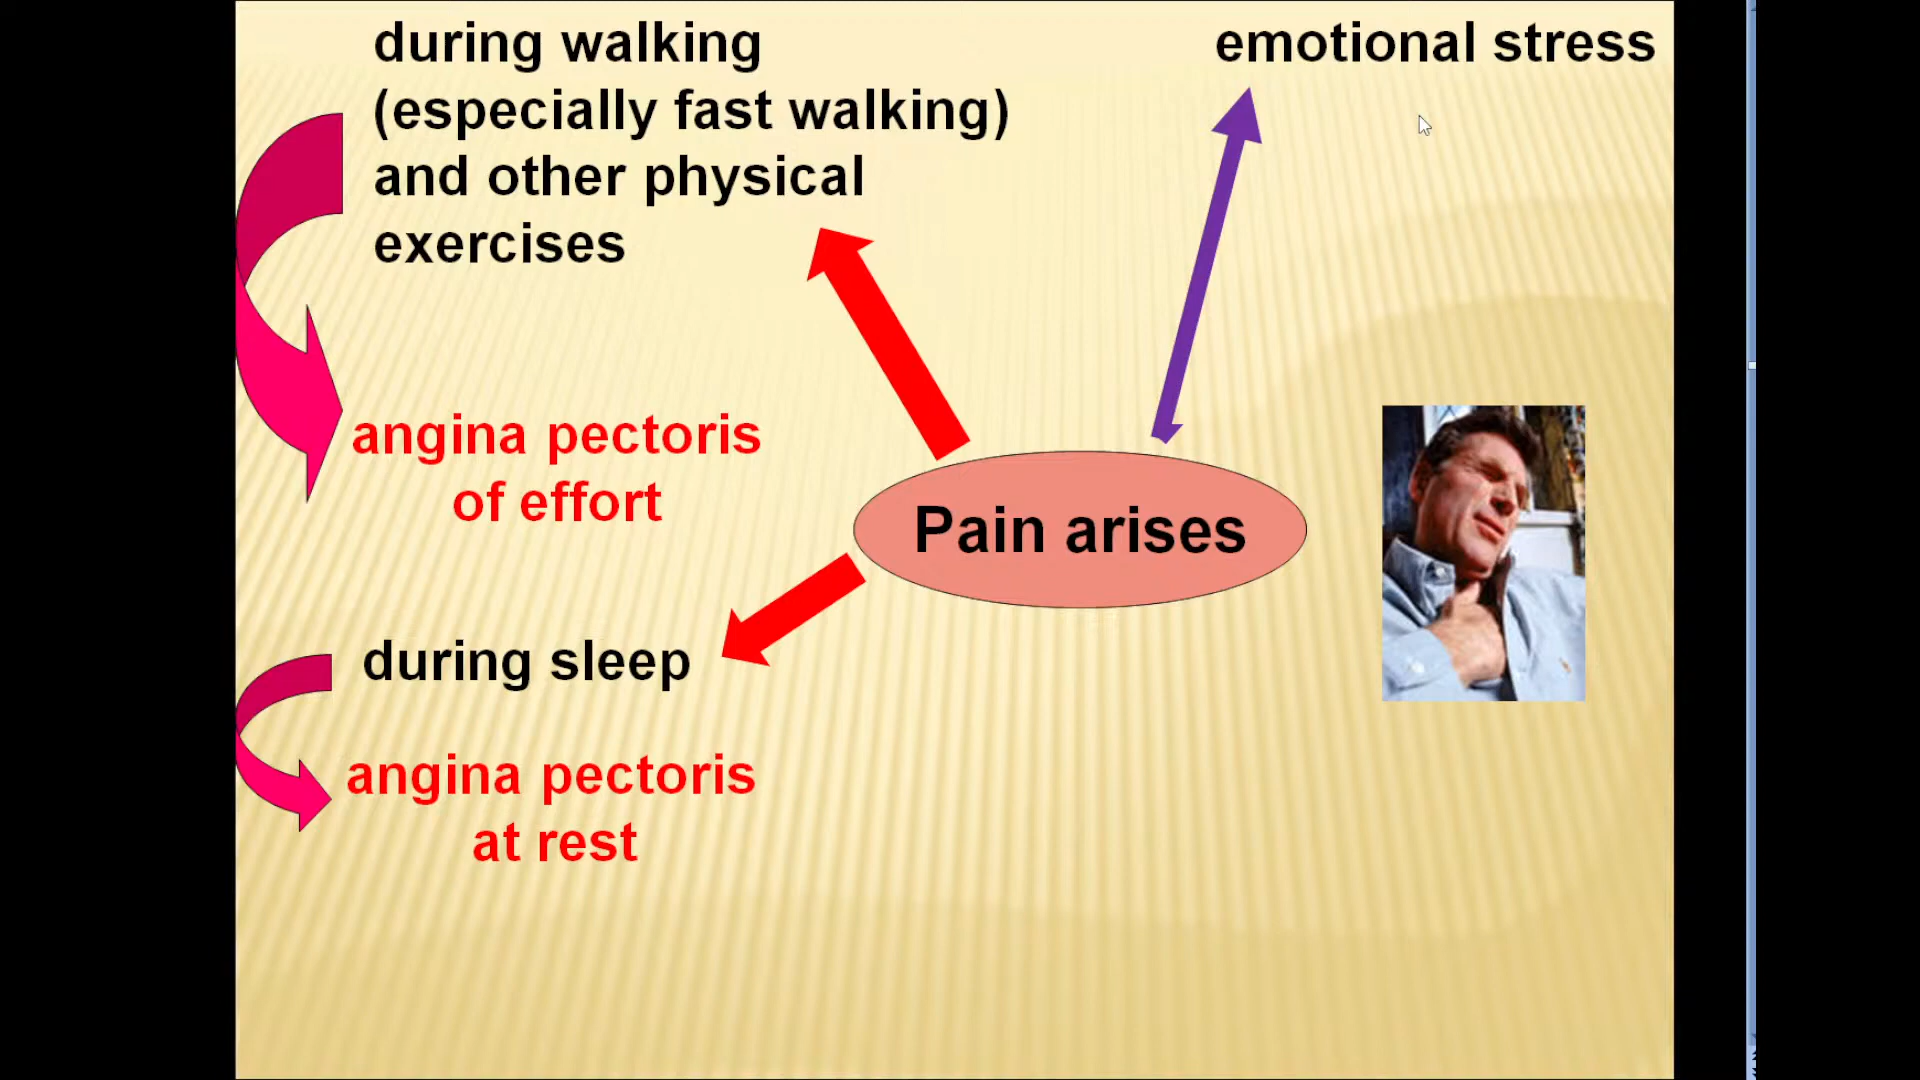 during walking
(especially fast walking)
and other physical
exercises
emotional stress
angina pectoris
of effort
Pain arises
during sleep
angina pectoris
at rest